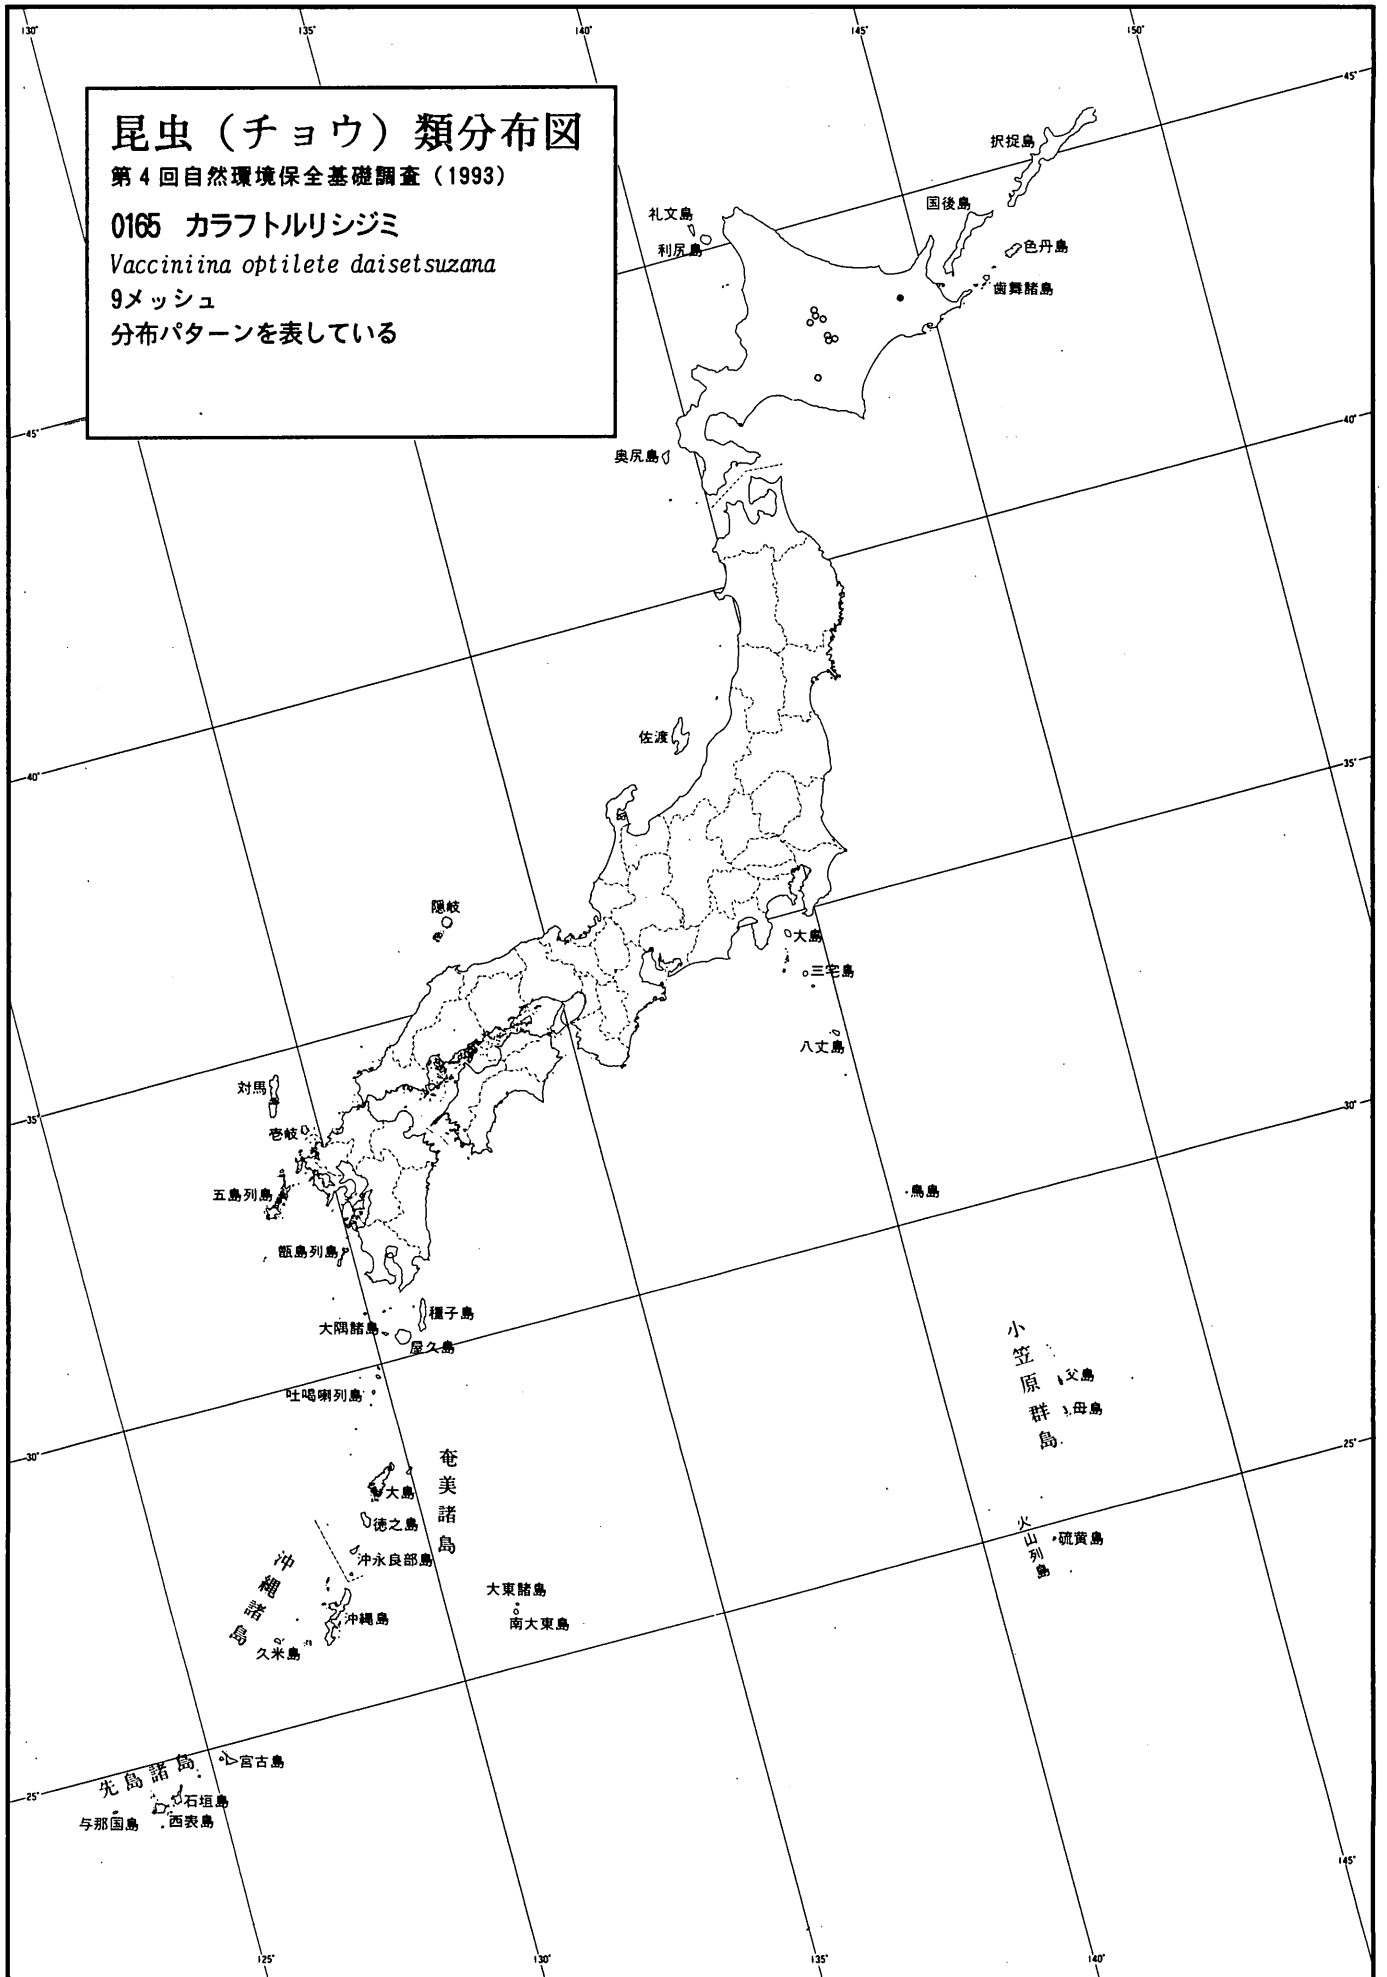 130°
135°
140°
145°
150°
45°
昆虫（チョウ）類分布図
第4回自然環境保全基礎調査（1993）
0165 カラフトルリシジミ
Vacciniina optilete daisetsuzana
9メッシュ
分布パターンを表している
択捉島
国後島
色丹島
歯舞諸島
礼文島
利尻島
45°
40°
奥尻島
佐渡
40°
35°
隠岐
大島
三宅島
八丈島
対馬
35°
壱岐
30°
五島列島
鳥島
甑島列島
種子島
大隅諸島
屋久島
吐喝喇列島
小笠原群島
父島
母島
30°
25°
奄美諸島
大島
徳之島
沖永良部島
火山列島
硫黄島
沖縄諸島
沖縄島
久米島
大東諸島
南大東島
先島諸島
宮古島
石垣島
西表島
与那国島
25°
145°
125°
130°
135°
140°